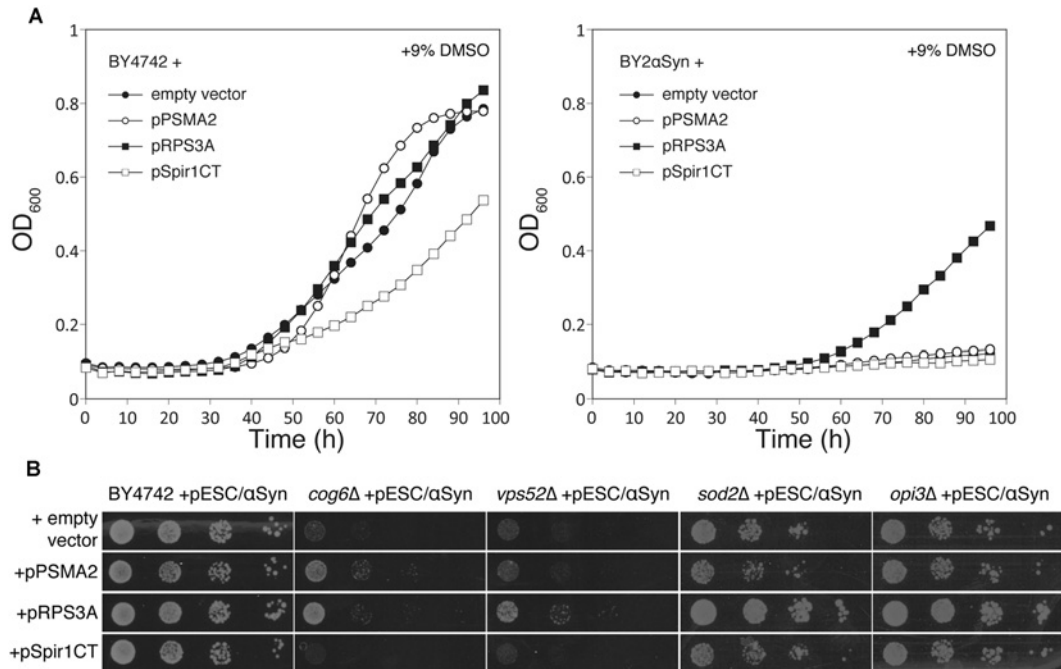 A
BY4742 +
+9% DMSO
empty vector
pPSMA2
pRPS3A
pSpir1CT
OD600
1
0.8
0.6
0.4
0.2
0
0 10 20 30 40 50 60 70 80 90 100
Time (h)
BY2αSyn +
+9% DMSO
empty vector
pPSMA2
pRPS3A
pSpir1CT
OD600
1
0.8
0.6
0.4
0.2
0
0 10 20 30 40 50 60 70 80 90 100
Time (h)
B
BY4742 +pESC/αSyn cog6Δ +pESC/αSyn vps52Δ +pESC/αSyn sod2Δ +pESC/αSyn opi3Δ +pESC/αSyn
+ empty
vector
+pPSMA2
+pRPS3A
+pSpir1CT